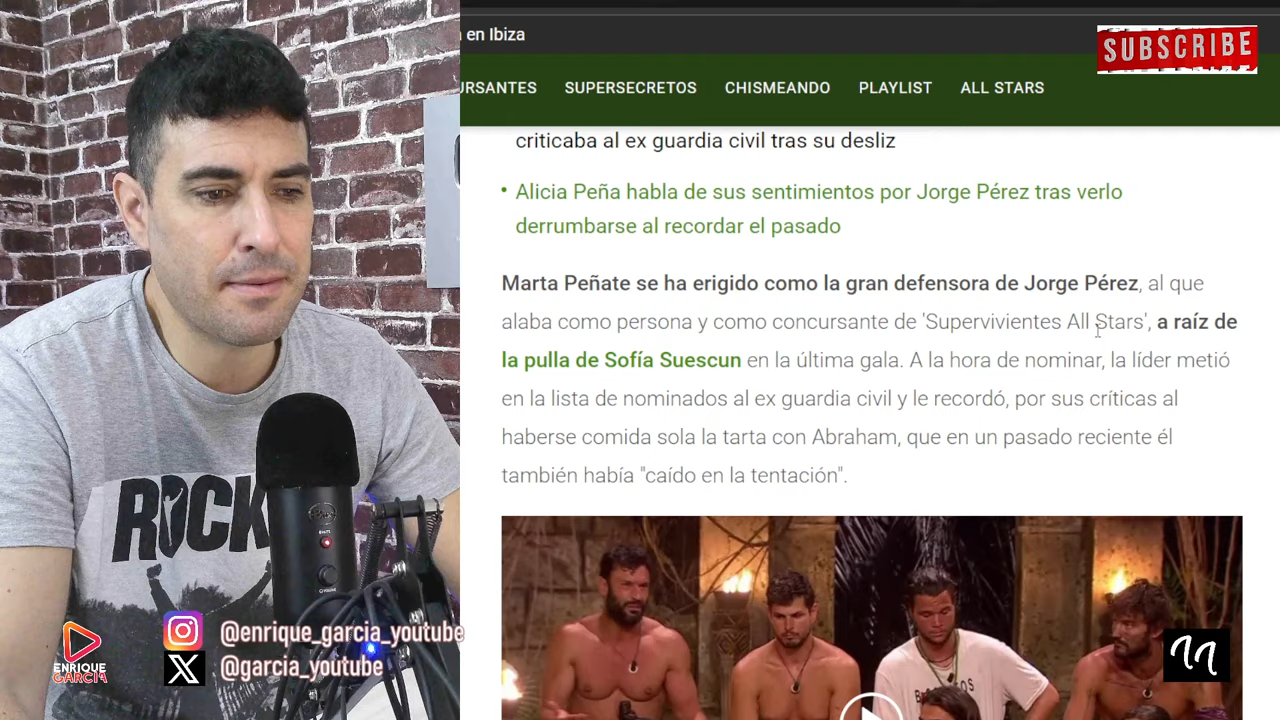 a en Ibiza
SUBSCRIBE
URSANTES SUPERSECRETOS CHISMEANDO PLAYLIST ALL STARS
criticaba al ex guardia civil tras su desliz
• Alicia Peña habla de sus sentimientos por Jorge Pérez tras verlo
derrumbarse al recordar el pasado
Marta Peñate se ha erigido como la gran defensora de Jorge Pérez, al que
alaba como persona y como concursante de 'Supervivientes All Stars', a raíz de
la pulla de Sofía Suescun en la última gala. A la hora de nominar, la líder metió
en la lista de nominados al ex guardia civil y le recordó, por sus críticas al
haberse comida sola la tarta con Abraham, que en un pasado reciente él
también había "caído en la tentación".
ROCK
ENRIQUE
GARCIA
@enrique_garcia_youtube
@garcia_youtube